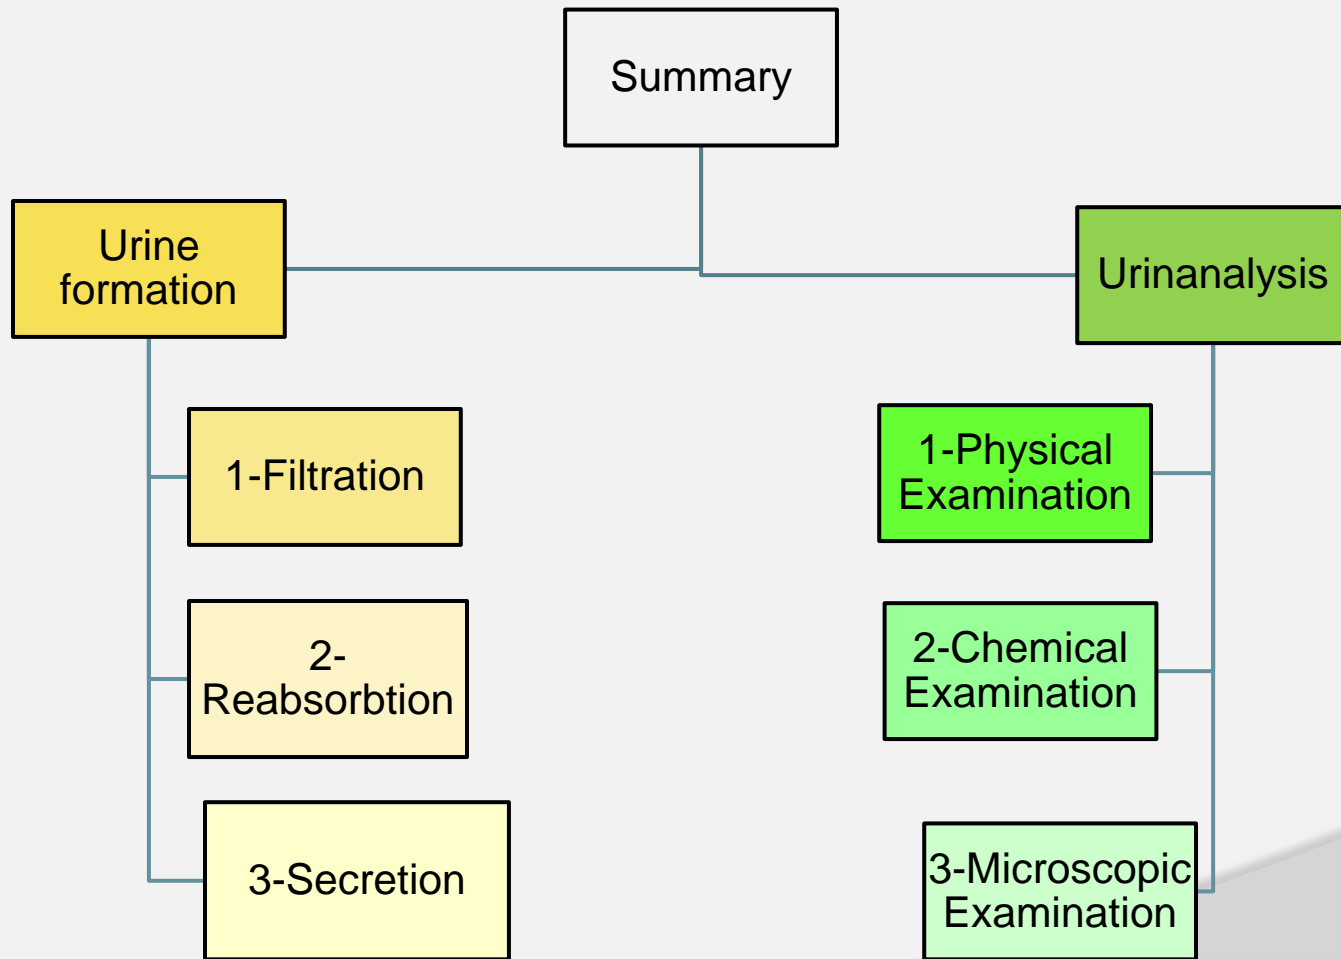 Summary
Urine
formation
1-Filtration
2-
Reabsorbtion
3-Secretion
Urinanalysis
1-Physical
Examination
2-Chemical
Examination
3-Microscopic
Examination